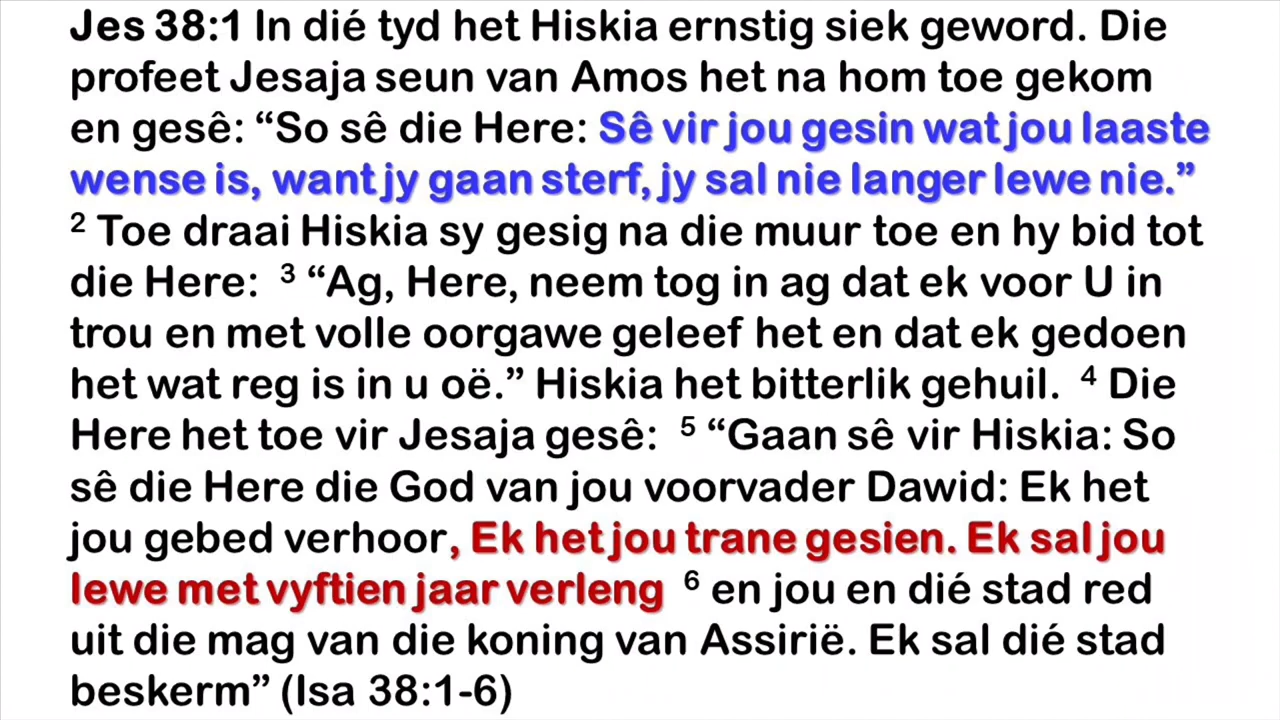 Jes 38:1 In dié tyd het Hiskia ernstig siek geword. Die
profeet Jesaja seun van Amos het na hom toe gekom
en gesê: “So sê die Here: Sê vir jou gesin wat jou laaste
wense is, want jy gaan sterf, jy sal nie langer lewe nie.”
² Toe draai Hiskia sy gesig na die muur toe en hy bid tot
die Here: ³ “Ag, Here, neem tog in ag dat ek voor U in
trou en met volle oorgawe geleef het en dat ek gedoen
het wat reg is in u oë.” Hiskia het bitterlik gehuil. ⁴ Die
Here het toe vir Jesaja gesê: ⁵ “Gaan sê vir Hiskia: So
sê die Here die God van jou voorvader Dawid: Ek het
jou gebed verhoor, Ek het jou trane gesien. Ek sal jou
lewe met vyftien jaar verleng ⁶ en jou en dié stad red
uit die mag van die koning van Assirië. Ek sal dié stad
beskerm” (Isa 38:1-6)